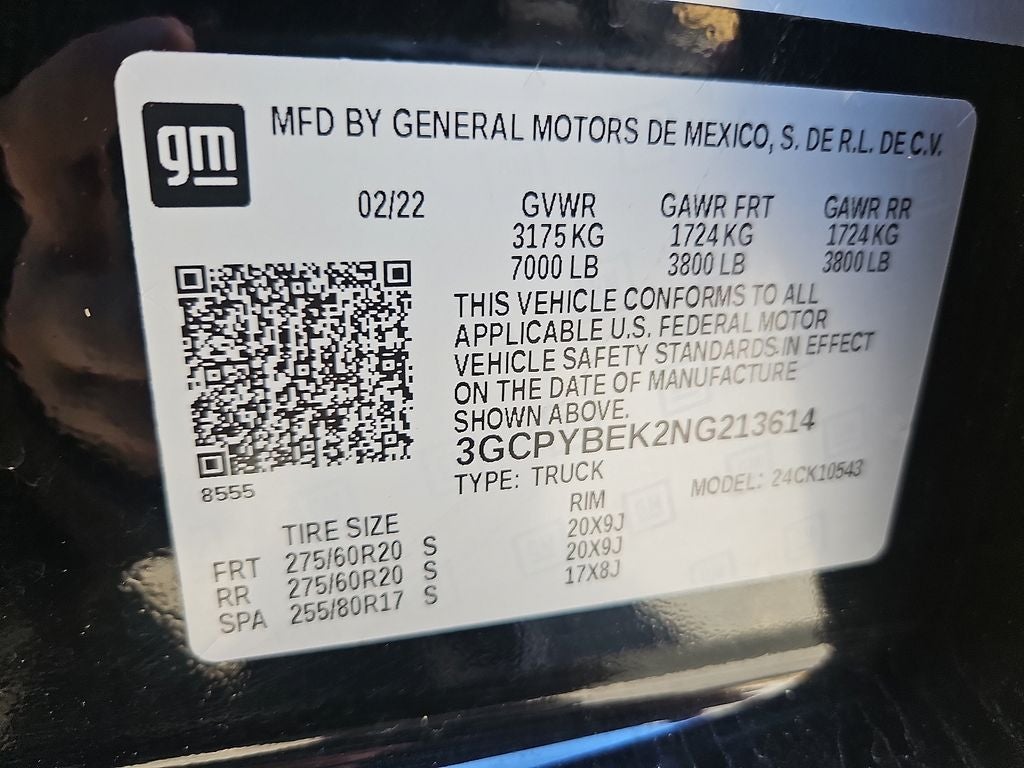 gm
MFD BY GENERAL MOTORS DE MEXICO, S. DE R.L. DE C.V.
02/22
GVWR GAWR FRT GAWR RR
3175 KG 1724 KG 1724 KG
7000 LB 3800 LB 3800 LB
THIS VEHICLE CONFORMS TO ALL
APPLICABLE U.S. FEDERAL MOTOR
VEHICLE SAFETY STANDARDS IN EFFECT
ON THE DATE OF MANUFACTURE
SHOWN ABOVE.
3GCPYBEK2NG213614
TYPE: TRUCK MODEL: 24CK10543
8555
TIRE SIZE RIM
FRT 275/60R20 S 20X9J
RR 275/60R20 S 20X9J
SPA 255/80R17 S 17X8J